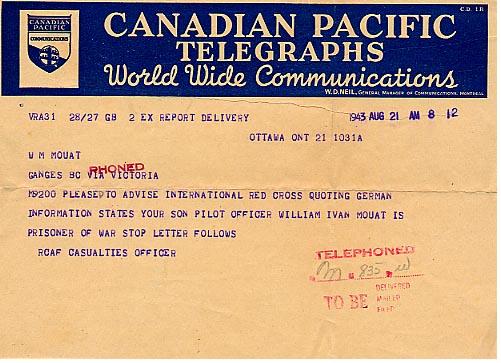 C.D. 1R
CANADIAN PACIFIC
COMMUNICATIONS
TELEGRAPHS
World Wide Communications
W.D. NEIL, GENERAL MANAGER OF COMMUNICATIONS, MONTREAL
VRA31 28/27 GB 2 EX REPORT DELIVERY
1943 AUG 21 AM 8 12
OTTAWA ONT 21 1031A
W M MOUAT
PHONED
GANGES BC VIA VICTORIA
M9200 PLEASED TO ADVISE INTERNATIONAL RED CROSS QUOTING GERMAN
INFORMATION STATES YOUR SON PILOT OFFICER WILLIAM IVAN MOUAT IS
PRISONER OF WAR STOP LETTER FOLLOWS
RCAF CASUALTIES OFFICER
TELEPHONED
M 835
TO BE
DELIVERED
MAILED
FILED